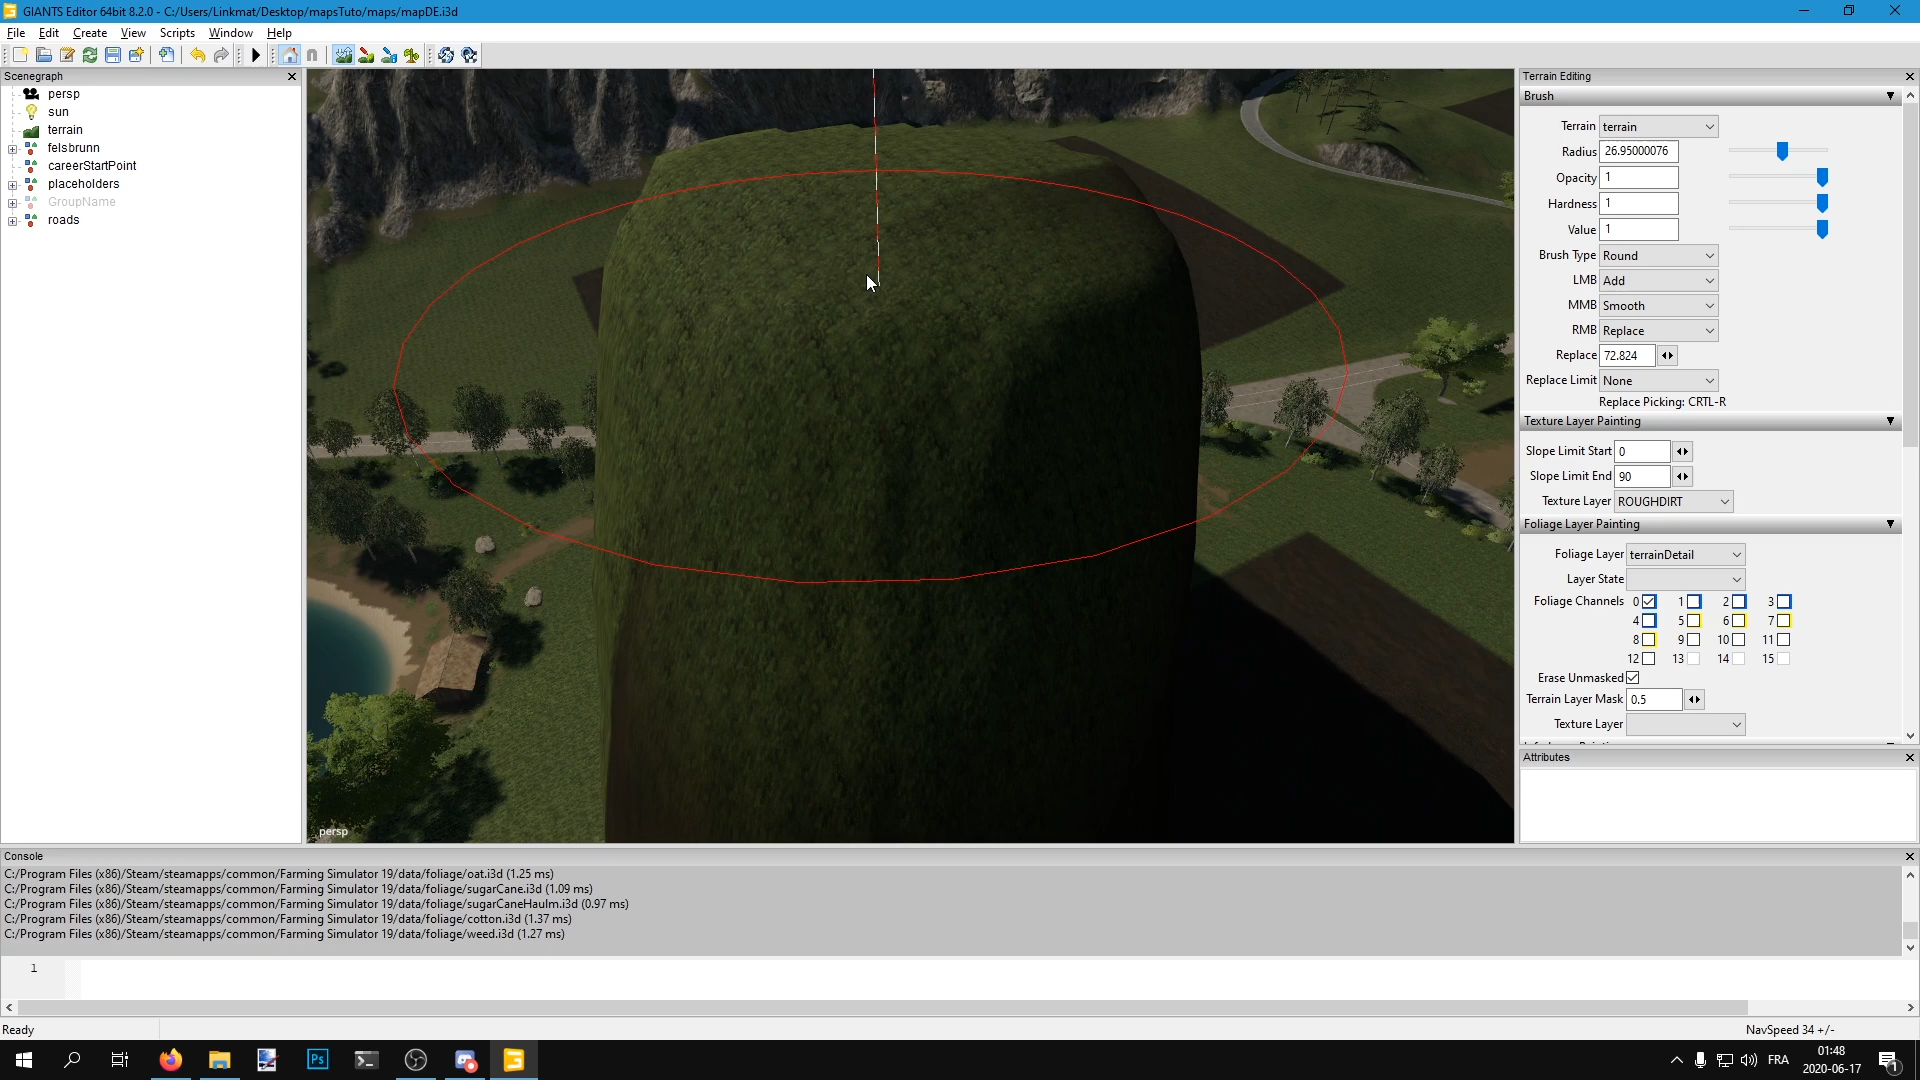 GIANTS Editor 64bit 8.2.0 - C:/Users/Linkmat/Desktop/mapsTuto/maps/mapDE.i3d
File Edit Create View Scripts Window Help
Scenegraph
persp
sun
terrain
felsbrunn
careerStartPoint
placeholders
GroupName
roads
persp
Terrain Editing
Brush
Terrain terrain
Radius 26.95000076
Opacity 1
Hardness 1
Value 1
Brush Type Round
LMB Add
MMB Smooth
RMB Replace
Replace 72.824
Replace Limit None
Replace Picking: CRTL-R
Texture Layer Painting
Slope Limit Start 0
Slope Limit End 90
Texture Layer ROUGHDIRT
Foliage Layer Painting
Foliage Layer terrainDetail
Layer State
Foliage Channels 0 1 2 3
4 5 6 7
8 9 10 11
12 13 14 15
Erase Unmasked
Terrain Layer Mask 0.5
Texture Layer
Attributes
Console
C:/Program Files (x86)/Steam/steamapps/common/Farming Simulator 19/data/foliage/oat.i3d (1.25 ms)
C:/Program Files (x86)/Steam/steamapps/common/Farming Simulator 19/data/foliage/sugarCane.i3d (1.09 ms)
C:/Program Files (x86)/Steam/steamapps/common/Farming Simulator 19/data/foliage/sugarCaneHaulm.i3d (0.97 ms)
C:/Program Files (x86)/Steam/steamapps/common/Farming Simulator 19/data/foliage/cotton.i3d (1.37 ms)
C:/Program Files (x86)/Steam/steamapps/common/Farming Simulator 19/data/foliage/weed.i3d (1.27 ms)
1
Ready
NavSpeed 34 +/-
Ps
FRA
01:48
2020-06-17
1